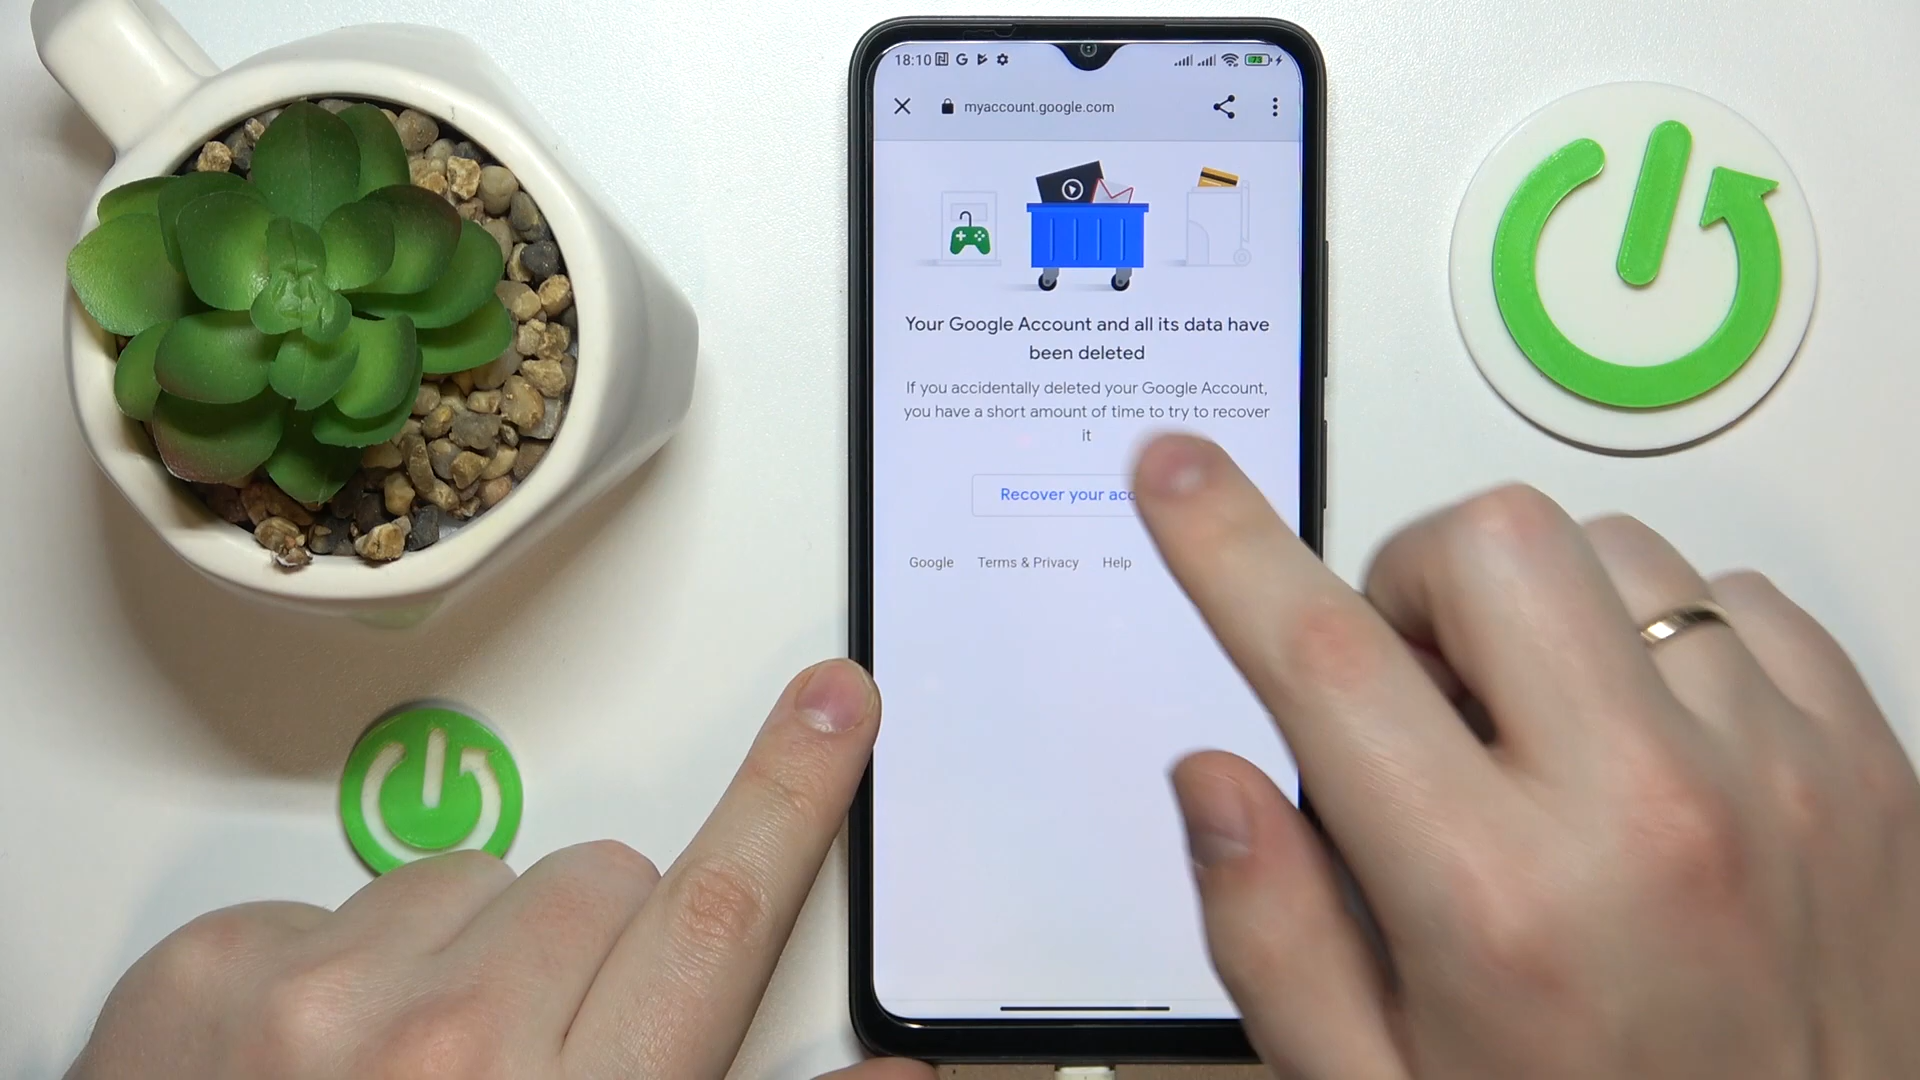 18:10
73
myaccount.google.com
Your Google Account and all its data have
been deleted
If you accidentally deleted your Google Account,
you have a short amount of time to try to recover
it
Recover your
Google Terms & Privacy Help